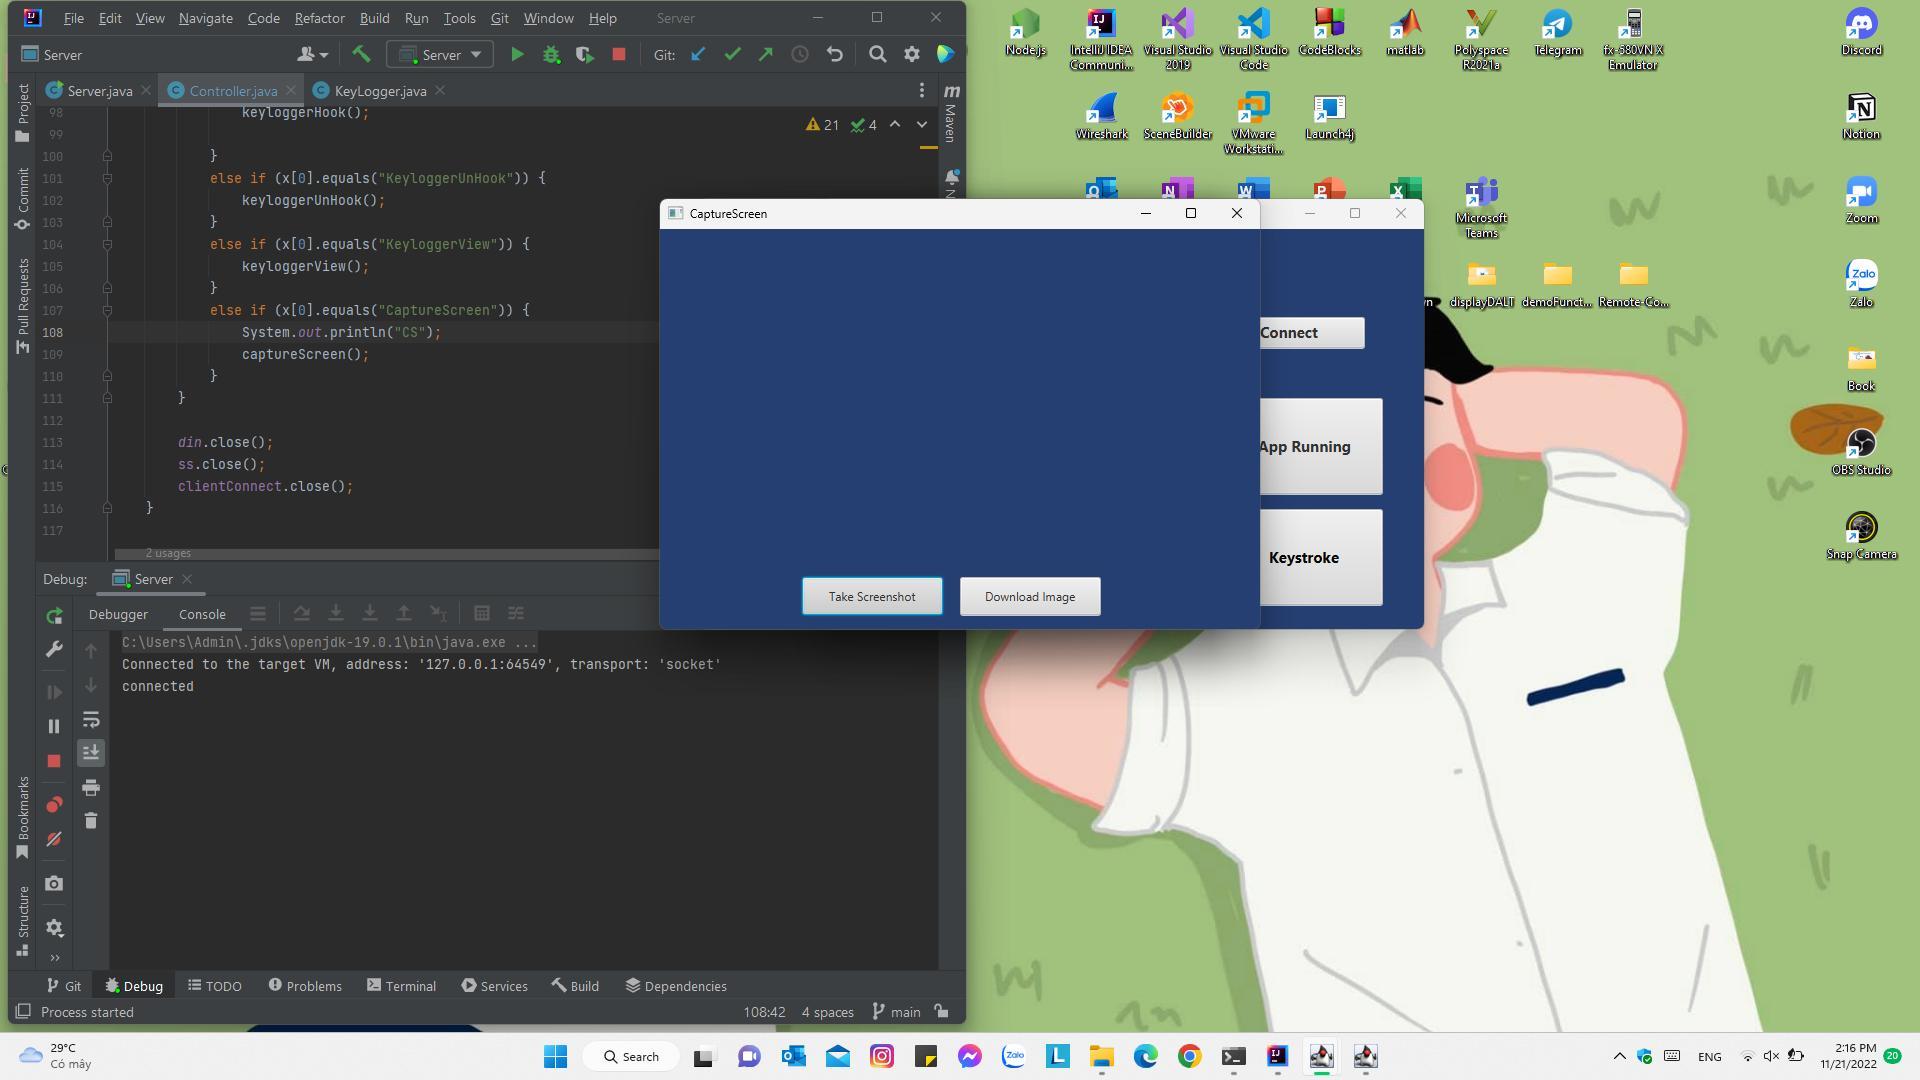 File Edit View Navigate Code Refactor Build Run Tools Git Window Help Server
Server
Server
Git:
Server.java
Controller.java
KeyLogger.java
Project
Commit
Pull Requests
Bookmarks
Structure
Maven
21
4
98 keyloggerHook();
99
100 }
101 else if (x[0].equals("KeyloggerUnHook")) {
102 keyloggerUnHook();
103 }
104 else if (x[0].equals("KeyloggerView")) {
105 keyloggerView();
106 }
107 else if (x[0].equals("CaptureScreen")) {
108 System.out.println("CS");
109 captureScreen();
110 }
111 }
112
113 din.close();
114 ss.close();
115 clientConnect.close();
116 }
117
2 usages
Debug: Server
Debugger Console
C:\Users\Admin\.jdks\openjdk-19.0.1\bin\java.exe ...
Connected to the target VM, address: '127.0.0.1:64549', transport: 'socket'
connected
Git Debug TODO Problems Terminal Services Build Dependencies
Process started
108:42 4 spaces main
CaptureScreen
Take Screenshot
Download Image
Connect
App Running
Keystroke
Node.js
IntelliJ IDEA
Communi...
Visual Studio
2019
Visual Studio
Code
CodeBlocks
matlab
Polyspace
R2021a
Telegram
fx-580VN X
Emulator
Discord
Wireshark
SceneBuilder
VMware
Workstati...
Launch4j
Notion
Microsoft
Teams
Zoom
displayDALT
demoFunct...
Remote-Co...
Zalo
Zalo
Book
OBS Studio
Snap Camera
29°C
Có mây
Search
Zalo
L
ENG
2:16 PM
11/21/2022
20